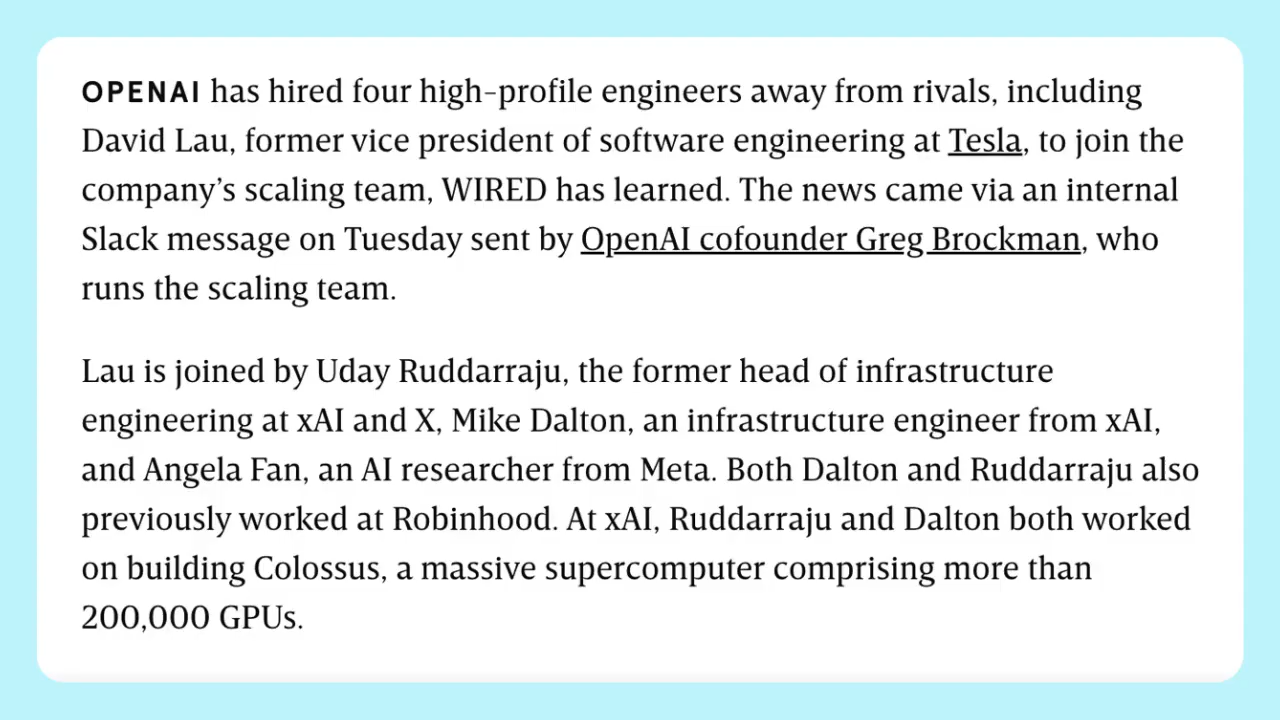 OPENAI has hired four high-profile engineers away from rivals, including
David Lau, former vice president of software engineering at Tesla, to join the
company’s scaling team, WIRED has learned. The news came via an internal
Slack message on Tuesday sent by OpenAI cofounder Greg Brockman, who
runs the scaling team.
Lau is joined by Uday Ruddarraju, the former head of infrastructure
engineering at xAI and X, Mike Dalton, an infrastructure engineer from xAI,
and Angela Fan, an AI researcher from Meta. Both Dalton and Ruddarraju also
previously worked at Robinhood. At xAI, Ruddarraju and Dalton both worked
on building Colossus, a massive supercomputer comprising more than
200,000 GPUs.